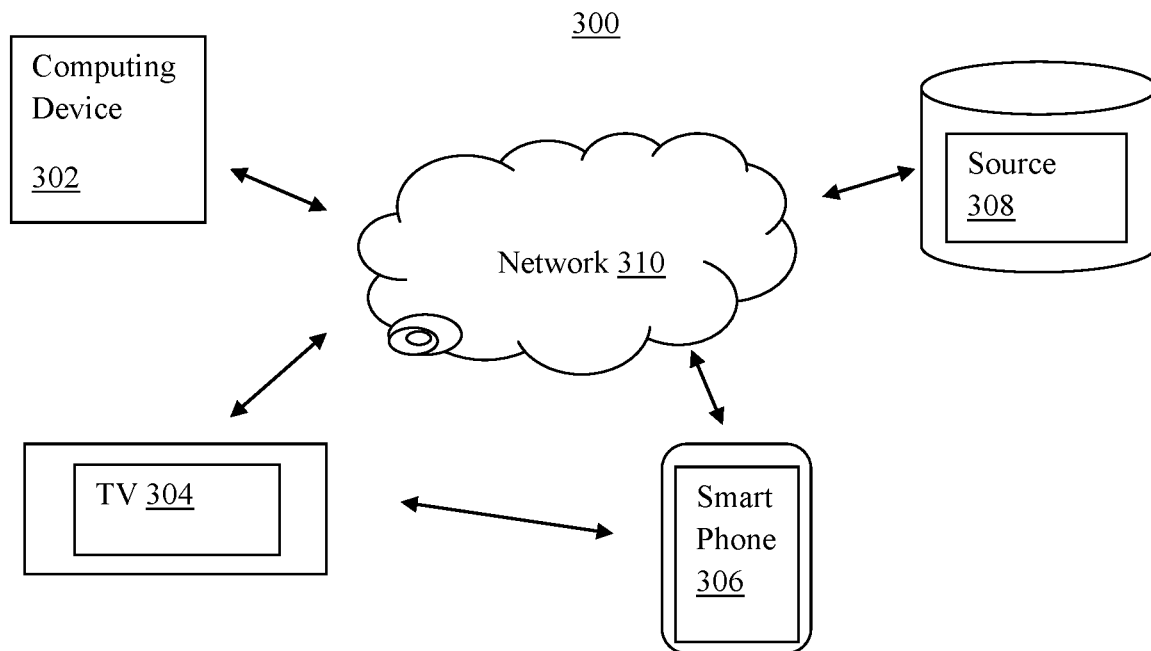 300
Computing
Device
302
Source
308
Network 310
TV 304
Smart
Phone
306